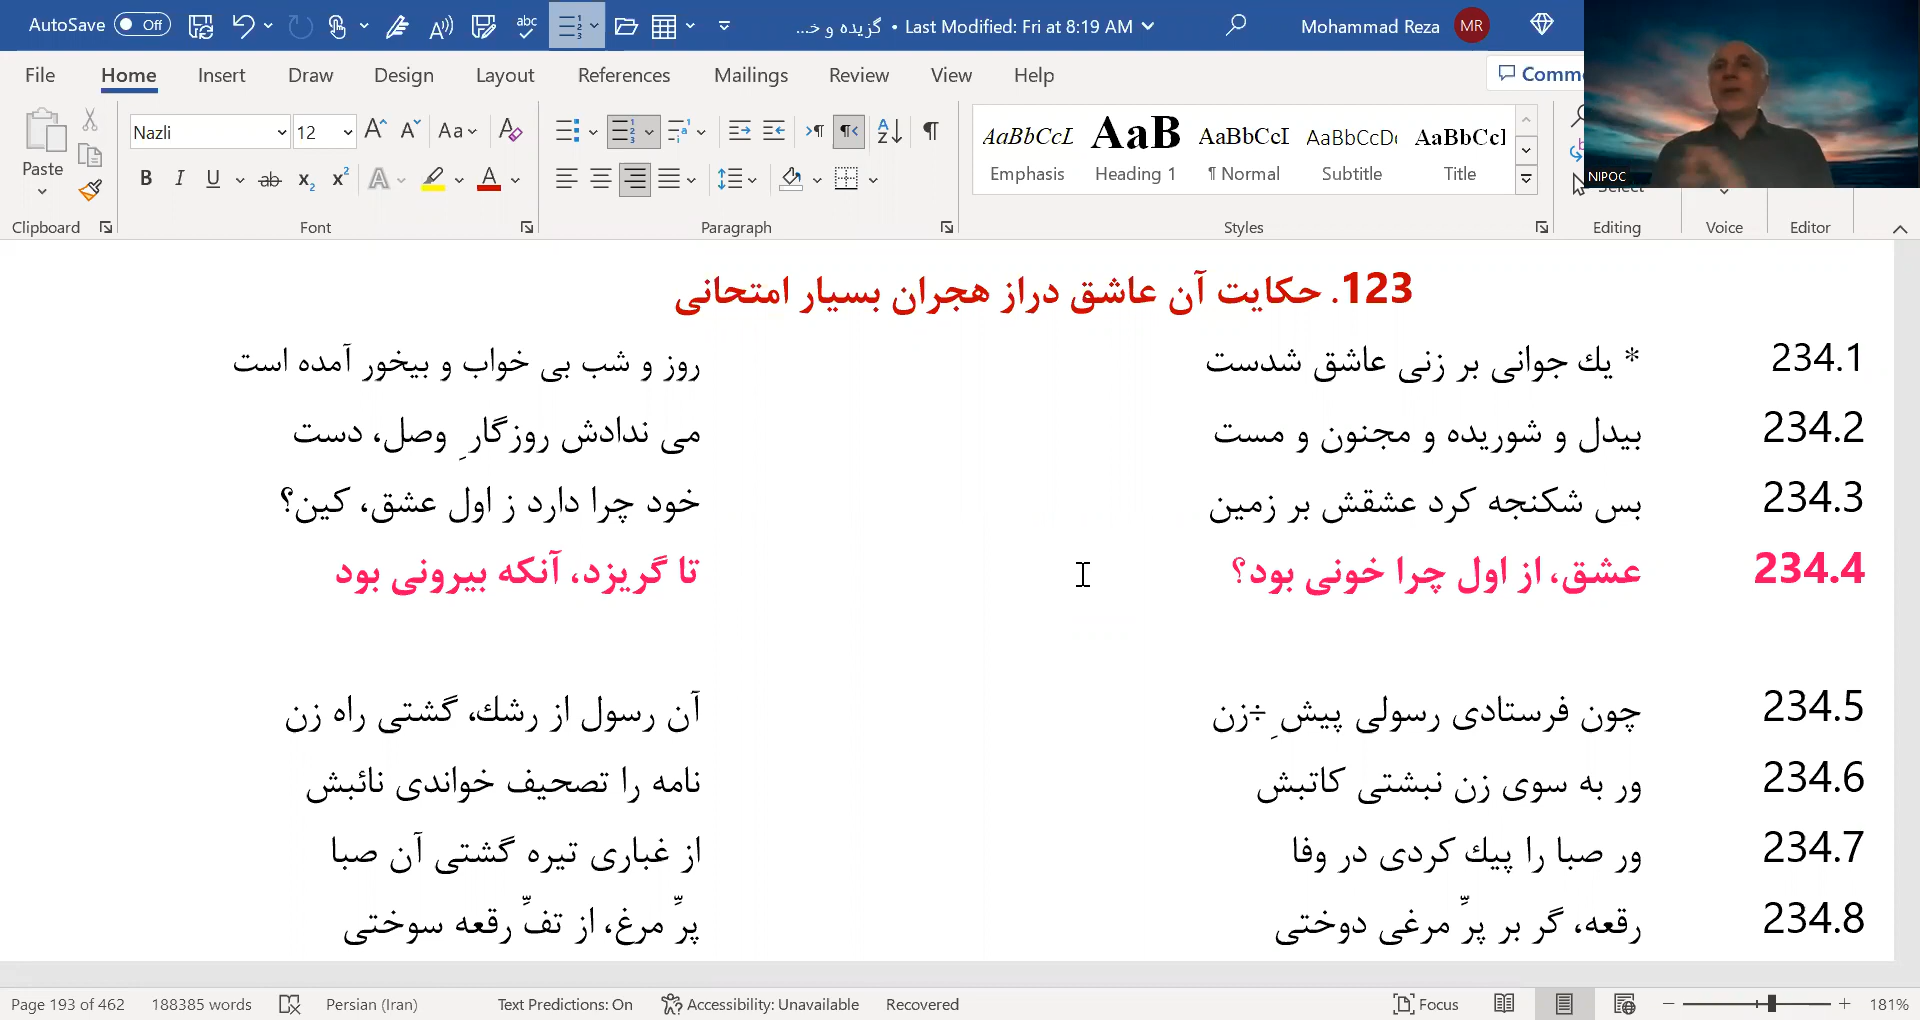 AutoSave Off گزیده و خ... • Last Modified: Fri at 8:19 AM Mohammad Reza MR
File Home Insert Draw Design Layout References Mailings Review View Help
Nazli 12 Aa
Paste B I U ab x₂ x² A A
AaBbCcI AaB AaBbCcI AaBbCcD AaBbCcI
Emphasis Heading 1 ¶ Normal Subtitle Title
Select
NIPOC
Clipboard Font Paragraph Styles Editing Voice Editor
123. حکایت آن عاشق دراز هجران بسیار امتحانی
234.1 * یك جوانی بر زنی عاشق شدست روز و شب بی خواب و بیخور آمده است
234.2 بیدل و شوریده و مجنون و مست می ندادش روزگارِ وصل، دست
234.3 بس شکنجه کرد عشقش بر زمین خود چرا دارد ز اول عشق، کین؟
234.4 عشق، از اول چرا خونی بود؟ تا گریزد، آنکه بیرونی بود
234.5 چون فرستادی رسولی پیشِ ÷زن آن رسول از رشك، گشتی راه زن
234.6 ور به سوی زن نبشتی کاتبش نامه را تصحیف خواندی نائبش
234.7 ور صبا را پیك کردی در وفا از غباری تیره گشتی آن صبا
234.8 رقعه، گر بر پرِّ مرغی دوختی پرِّ مرغ، از تفِّ رقعه سوختی
Page 193 of 462 188385 words Persian (Iran) Text Predictions: On Accessibility: Unavailable Recovered Focus 181%